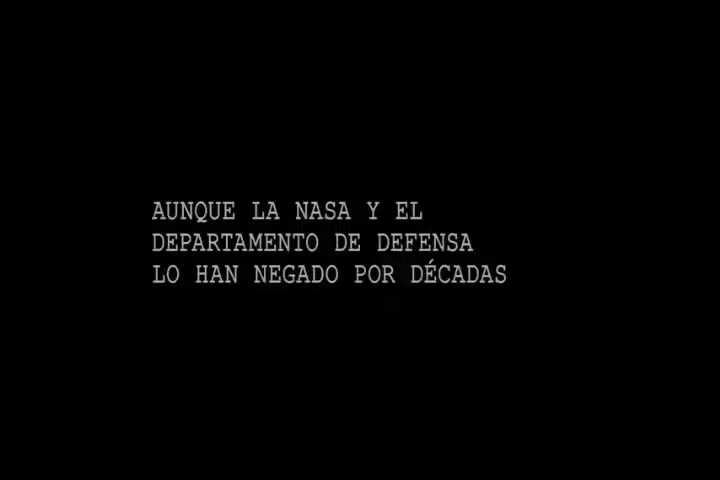 AUNQUE LA NASA Y EL
DEPARTAMENTO DE DEFENSA
LO HAN NEGADO POR DÉCADAS